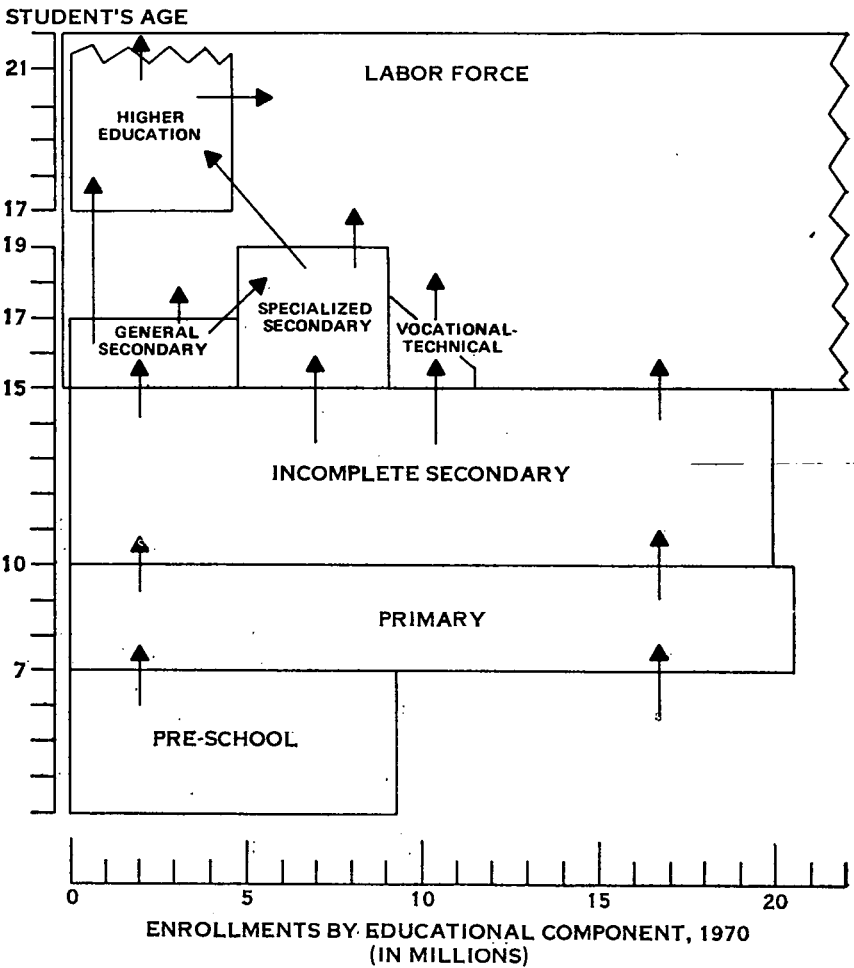 STUDENT'S AGE
21
LABOR FORCE
HIGHER
EDUCATION
17
19
17
GENERAL
SECONDARY
SPECIALIZED
SECONDARY
VOCATIONAL-
TECHNICAL
15
INCOMPLETE SECONDARY
10
PRIMARY
7
PRE-SCHOOL
0 5 10 15 20
ENROLLMENTS BY EDUCATIONAL COMPONENT, 1970
(IN MILLIONS)